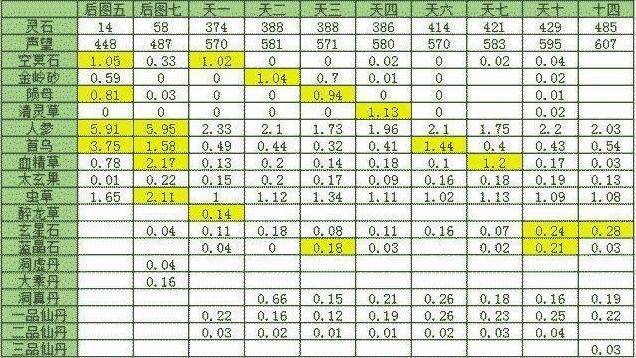 后图五 后图七 天一 天二 天三 天四 天六 天七 天十 十四
灵石 14 58 374 388 388 386 414 421 429 485
声望 448 487 570 581 571 580 570 583 595 607
空冥石 1.05 0.33 1.02 0 0 0.02 0 0.02 0.04
金岭砂 0.59 0 0 1.04 0.7 0.01 0 0.02
陨母 0.81 0.03 0 0 0.94 0 0 0.01
清灵草 0 0 0 0 0 1.13 0 0.02
人参 5.91 5.95 2.33 2.1 1.73 1.96 2.1 1.75 2.2 2.03
首乌 3.75 1.58 0.49 0.44 0.32 0.41 1.44 0.4 0.43 0.54
血精草 0.78 2.17 0.13 0.2 0.14 0.18 0.1 1.2 0.17 0.03
太玄果 0.01 0.22 0.15 0.2 0.17 0.09 0.16 0.18 0.19 0.13
虫草 1.65 2.11 1 1.12 1.34 1.11 1.02 1.13 1.09 1.08
醉龙草 0.14
玄星石 0.04 0.11 0.18 0.08 0.11 0.16 0.07 0.24 0.28
蓝晶石 0.04 0 0.18 0.03 0.02 0.21 0.03
洞虚丹 0.04
大乘丹 0.16
洞真丹 0.66 0.15 0.21 0.26 0.18 0.16 0.19
一品仙丹 0.22 0.16 0.12 0.19 0.26 0.23 0.25 0.22
二品仙丹 0.03 0.02 0.01 0.01 0.02 0.03 0.04
三品仙丹 0.03